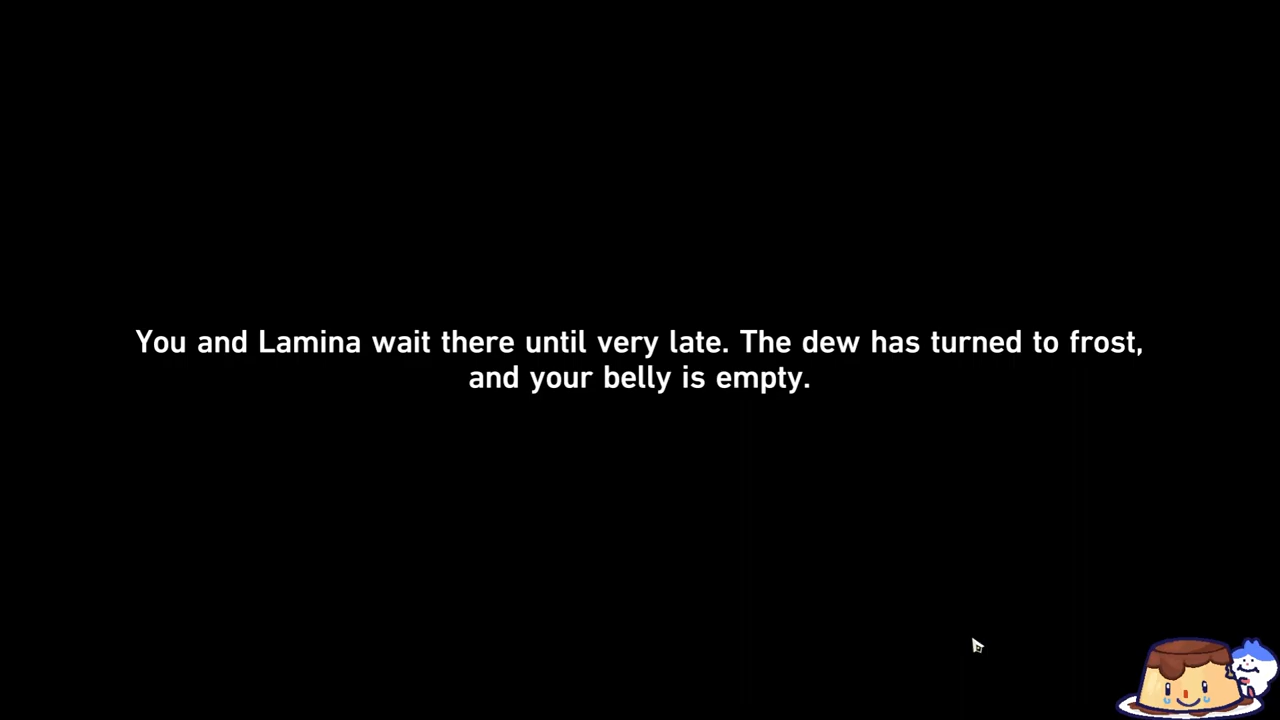 You and Lamina wait there until very late. The dew has turned to frost,
and your belly is empty.